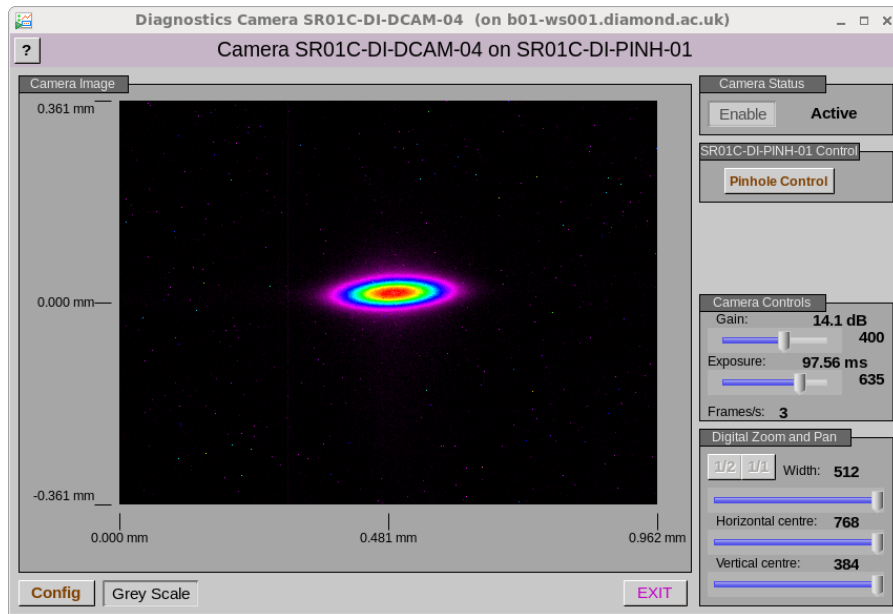 Diagnostics Camera SR01C-DI-DCAM-04 (on b01-ws001.diamond.ac.uk)
?
Camera SR01C-DI-DCAM-04 on SR01C-DI-PINH-01
Camera Image
0.361 mm
0.000 mm
-0.361 mm
0.000 mm
0.481 mm
0.962 mm
Camera Status
Enable
Active
SR01C-DI-PINH-01 Control
Pinhole Control
Camera Controls
Gain: 14.1 dB
400
Exposure: 97.56 ms
635
Frames/s: 3
Digital Zoom and Pan
1/2 1/1 Width: 512
Horizontal centre: 768
Vertical centre: 384
Config
Grey Scale
EXIT